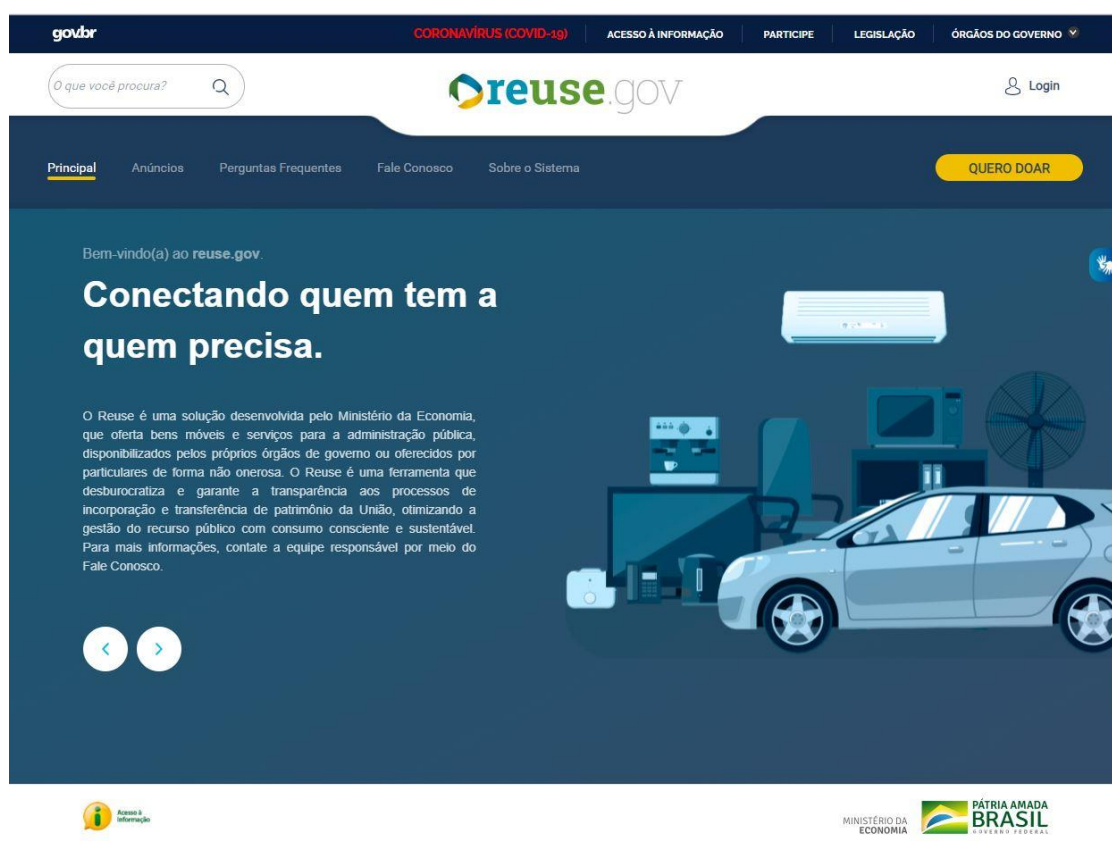 gov.br
CORONAVÍRUS (COVID-19)
ACESSO À INFORMAÇÃO
PARTICIPE
LEGISLAÇÃO
ÓRGÃOS DO GOVERNO
O que você procura?
reuse.gov
Login
Principal
Anúncios
Perguntas Frequentes
Fale Conosco
Sobre o Sistema
QUERO DOAR
Bem-vindo(a) ao reuse.gov.
Conectando quem tem a
quem precisa.
O Reuse é uma solução desenvolvida pelo Ministério da Economia,
que oferta bens móveis e serviços para a administração pública,
disponibilizados pelos próprios órgãos de governo ou oferecidos por
particulares de forma não onerosa. O Reuse é uma ferramenta que
desburocratiza e garante a transparência aos processos de
incorporação e transferência de patrimônio da União, otimizando a
gestão do recurso público com consumo consciente e sustentável.
Para mais informações, contate a equipe responsável por meio do
Fale Conosco.
Acesso à
Informação
MINISTÉRIO DA
ECONOMIA
PÁTRIA AMADA
BRASIL
GOVERNO FEDERAL